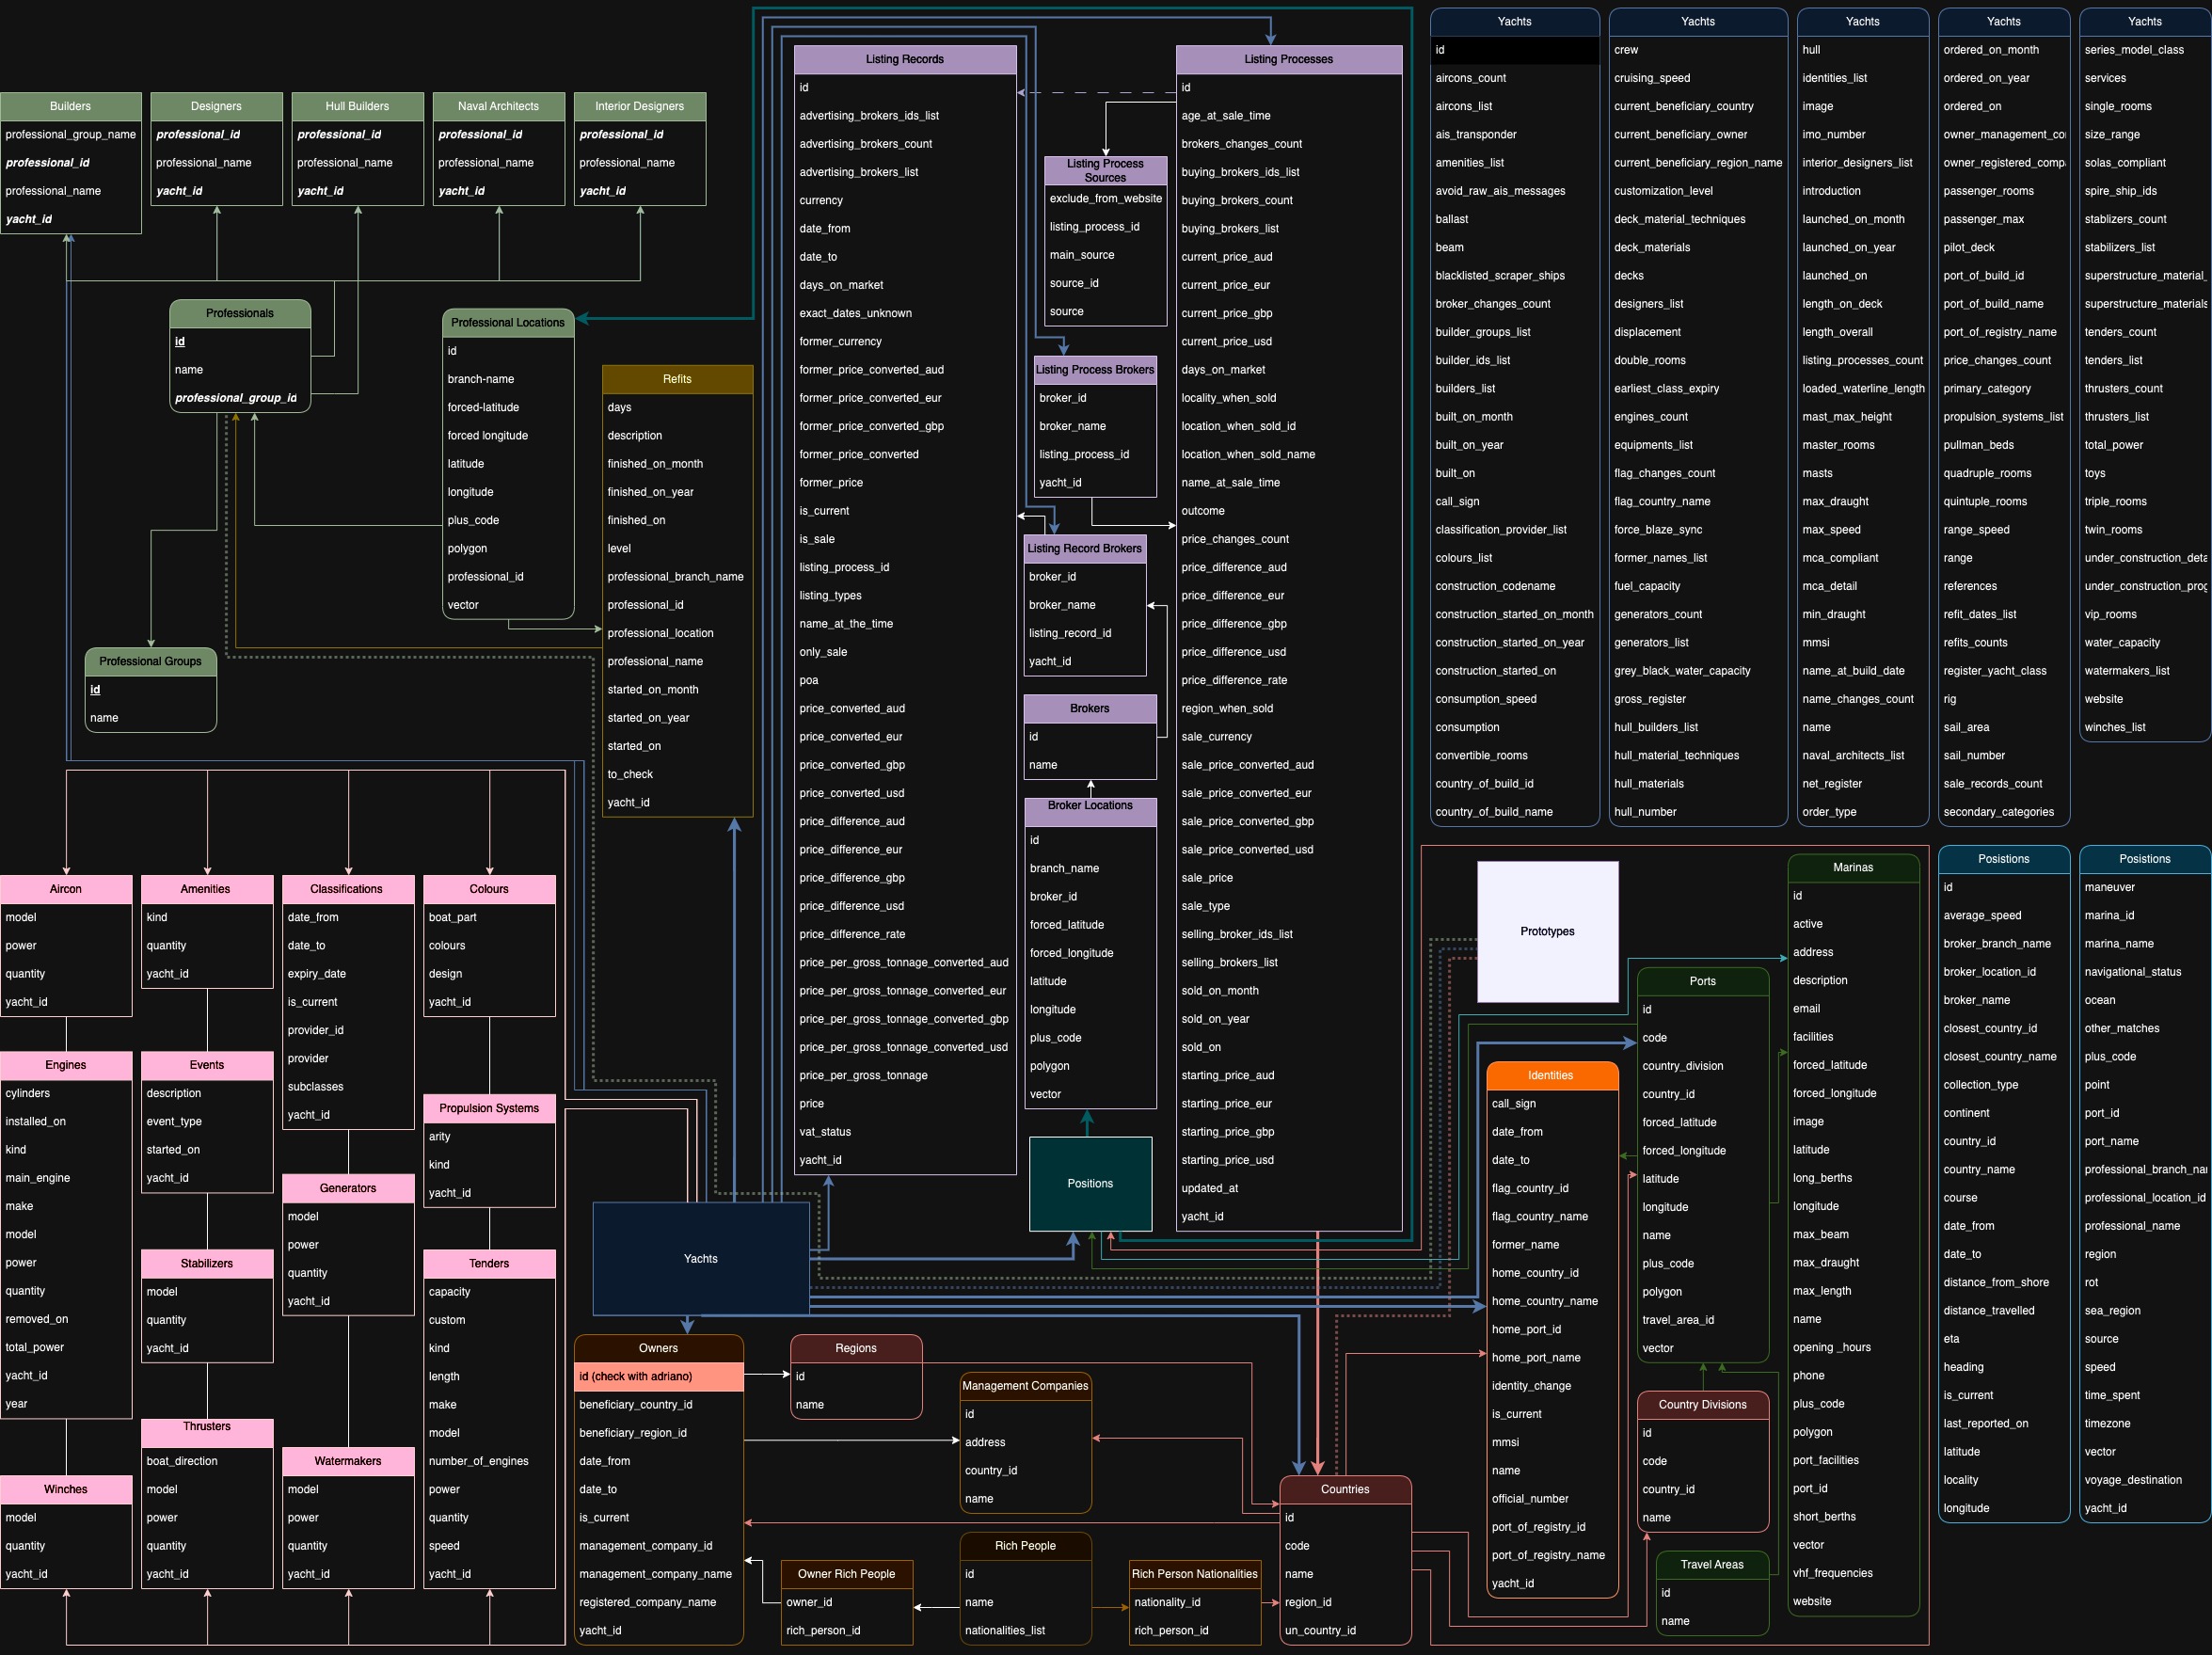 Builders
professional_group_name
professional_id
professional_name
yacht_id
Designers
professional_id
professional_name
yacht_id
Hull Builders
professional_id
professional_name
yacht_id
Naval Architects
professional_id
professional_name
yacht_id
Interior Designers
professional_id
professional_name
yacht_id
Professionals
id
name
professional_group_id
Professional Locations
id
branch-name
forced-latitude
forced longitude
latitude
longitude
plus_code
polygon
professional_id
vector
Refits
days
description
finished_on_month
finished_on_year
finished_on
level
professional_branch_name
professional_id
professional_location
professional_name
started_on_month
started_on_year
started_on
to_check
yacht_id
Professional Groups
id
name
Listing Records
id
advertising_brokers_ids_list
advertising_brokers_count
advertising_brokers_list
currency
date_from
date_to
days_on_market
exact_dates_unknown
former_currency
former_price_converted_aud
former_price_converted_eur
former_price_converted_gbp
former_price_converted
former_price
is_current
is_sale
listing_process_id
listing_types
name_at_the_time
only_sale
poa
price_converted_aud
price_converted_eur
price_converted_gbp
price_converted_usd
price_difference_aud
price_difference_eur
price_difference_gbp
price_difference_usd
price_difference_rate
price_per_gross_tonnage_converted_aud
price_per_gross_tonnage_converted_eur
price_per_gross_tonnage_converted_gbp
price_per_gross_tonnage_converted_usd
price_per_gross_tonnage
price
vat_status
yacht_id
Listing Process
Sources
exclude_from_website
listing_process_id
main_source
source_id
source
Listing Process Brokers
broker_id
broker_name
listing_process_id
yacht_id
Listing Record Brokers
broker_id
broker_name
listing_record_id
yacht_id
Brokers
id
name
Broker Locations
id
branch_name
broker_id
forced_latitude
forced_longitude
latitude
longitude
plus_code
polygon
vector
Positions
Listing Processes
id
age_at_sale_time
brokers_changes_count
buying_brokers_ids_list
buying_brokers_count
buying_brokers_list
current_price_aud
current_price_eur
current_price_gbp
current_price_usd
days_on_market
locality_when_sold
location_when_sold_id
location_when_sold_name
name_at_sale_time
outcome
price_changes_count
price_difference_aud
price_difference_eur
price_difference_gbp
price_difference_usd
price_difference_rate
region_when_sold
sale_currency
sale_price_converted_aud
sale_price_converted_eur
sale_price_converted_gbp
sale_price_converted_usd
sale_price
sale_type
selling_broker_ids_list
selling_brokers_list
sold_on_month
sold_on_year
sold_on
starting_price_aud
starting_price_eur
starting_price_gbp
starting_price_usd
updated_at
yacht_id
Yachts
id
aircons_count
aircons_list
ais_transponder
amenities_list
avoid_raw_ais_messages
ballast
beam
blacklisted_scraper_ships
broker_changes_count
builder_groups_list
builder_ids_list
builders_list
built_on_month
built_on_year
built_on
call_sign
classification_provider_list
colours_list
construction_codename
construction_started_on_month
construction_started_on_year
construction_started_on
consumption_speed
consumption
convertible_rooms
country_of_build_id
country_of_build_name
Yachts
crew
cruising_speed
current_beneficiary_country
current_beneficiary_owner
current_beneficiary_region_name
customization_level
deck_material_techniques
deck_materials
decks
designers_list
displacement
double_rooms
earliest_class_expiry
engines_count
equipments_list
flag_changes_count
flag_country_name
force_blaze_sync
former_names_list
fuel_capacity
generators_count
generators_list
grey_black_water_capacity
gross_register
hull_builders_list
hull_material_techniques
hull_materials
hull_number
Yachts
hull
identities_list
image
imo_number
interior_designers_list
introduction
launched_on_month
launched_on_year
launched_on
length_on_deck
length_overall
listing_processes_count
loaded_waterline_length
mast_max_height
master_rooms
masts
max_draught
max_speed
mca_compliant
mca_detail
min_draught
mmsi
name_at_build_date
name_changes_count
name
naval_architects_list
net_register
order_type
Yachts
ordered_on_month
ordered_on_year
ordered_on
owner_management_co
owner_registered_comp
passenger_rooms
passenger_max
pilot_deck
port_of_build_id
port_of_build_name
port_of_registry_name
price_changes_count
primary_category
propulsion_systems_list
pullman_beds
quadruple_rooms
quintuple_rooms
range_speed
range
references
refit_dates_list
refits_counts
register_yacht_class
rig
sail_area
sail_number
sale_records_count
secondary_categories
Yachts
series_model_class
services
single_rooms
size_range
solas_compliant
spire_ship_ids
stablizers_count
stabilizers_list
superstructure_material_
superstructure_materials
tenders_count
tenders_list
thrusters_count
thrusters_list
total_power
toys
triple_rooms
twin_rooms
under_construction_deta
under_construction_prog
vip_rooms
water_capacity
watermakers_list
website
winches_list
Aircon
model
power
quantity
yacht_id
Amenities
kind
quantity
yacht_id
Classifications
date_from
date_to
expiry_date
is_current
provider_id
provider
subclasses
yacht_id
Colours
boat_part
colours
design
yacht_id
Engines
cylinders
installed_on
kind
main_engine
make
model
power
quantity
removed_on
total_power
yacht_id
year
Events
description
event_type
started_on
yacht_id
Generators
model
power
quantity
yacht_id
Propulsion Systems
arity
kind
yacht_id
Stabilizers
model
quantity
yacht_id
Tenders
capacity
custom
kind
length
make
model
number_of_engines
power
quantity
speed
yacht_id
Thrusters
boat_direction
model
power
quantity
yacht_id
Watermakers
model
power
quantity
yacht_id
Winches
model
quantity
yacht_id
Yachts
Owners
id (check with adriano)
beneficiary_country_id
beneficiary_region_id
date_from
date_to
is_current
management_company_id
management_company_name
registered_company_name
yacht_id
Regions
id
name
Management Companies
id
address
country_id
name
Owner Rich People
owner_id
rich_person_id
Rich People
id
name
nationalities_list
Rich Person Nationalities
nationality_id
rich_person_id
Countries
id
code
name
region_id
un_country_id
Prototypes
Identities
call_sign
date_from
date_to
flag_country_id
flag_country_name
former_name
home_country_id
home_country_name
home_port_id
home_port_name
identity_change
is_current
mmsi
name
official_number
port_of_registry_id
port_of_registry_name
yacht_id
Ports
id
code
country_division
country_id
forced_latitude
forced_longitude
latitude
longitude
name
plus_code
polygon
travel_area_id
vector
Country Divisions
id
code
country_id
name
Travel Areas
id
name
Marinas
id
active
address
description
email
facilities
forced_latitude
forced_longitude
image
latitude
long_berths
longitude
max_beam
max_draught
max_length
name
opening _hours
phone
plus_code
polygon
port_facilities
port_id
short_berths
vector
vhf_frequencies
website
Posistions
id
average_speed
broker_branch_name
broker_location_id
broker_name
closest_country_id
closest_country_name
collection_type
continent
country_id
country_name
course
date_from
date_to
distance_from_shore
distance_travelled
eta
heading
is_current
last_reported_on
latitude
locality
longitude
Posistions
maneuver
marina_id
marina_name
navigational_status
ocean
other_matches
plus_code
point
port_id
port_name
professional_branch_nai
professional_location_id
professional_name
region
rot
sea_region
source
speed
time_spent
timezone
vector
voyage_destination
yacht_id